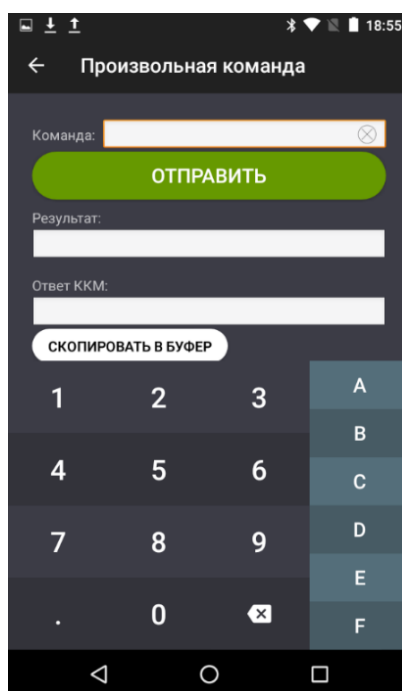 18:55
Произвольная команда
Команда:
ОТПРАВИТЬ
Результат:
Ответ ККМ:
СКОПИРОВАТЬ В БУФЕР
1 2 3 A
B
4 5 6 C
7 8 9 D
E
. 0 F